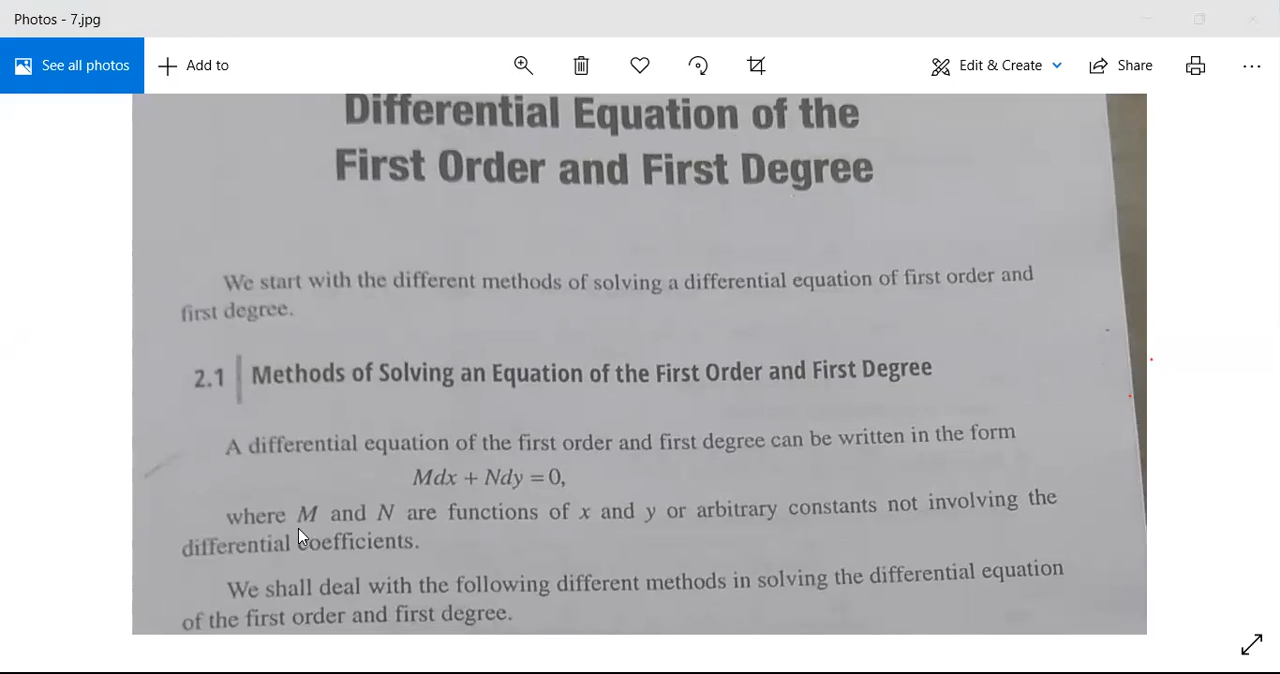 Photos - 7.jpg
See all photos
Add to
Edit & Create
Share
Differential Equation of the
First Order and First Degree
We start with the different methods of solving a differential equation of first order and
first degree.
2.1 Methods of Solving an Equation of the First Order and First Degree
A differential equation of the first order and first degree can be written in the form
Mdx + Ndy = 0,
where M and N are functions of x and y or arbitrary constants not involving the
differential coefficients.
We shall deal with the following different methods in solving the differential equation
of the first order and first degree.